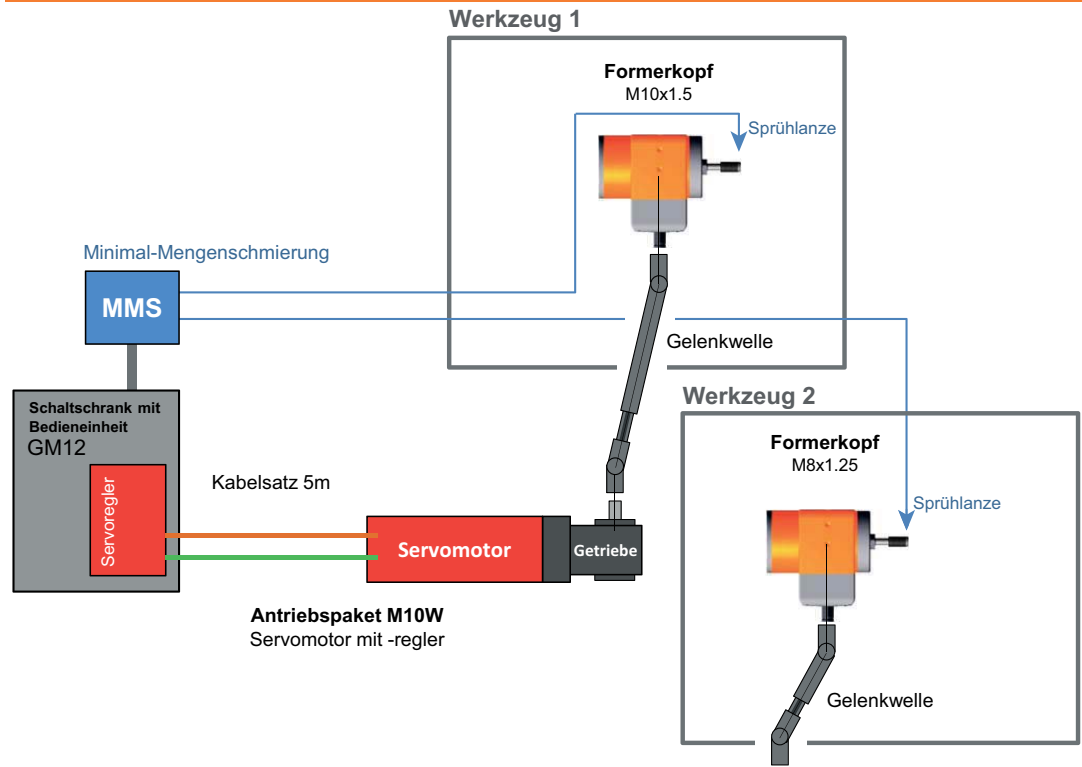 Werkzeug 1
Formerkopf
M10x1.5
Sprühlanze
Minimal-Mengenschmierung
MMS
Gelenkwelle
Schaltschrank mit
Bedieneinheit
GM12
Servoregler
Kabelsatz 5m
Servomotor
Getriebe
Antriebspaket M10W
Servomotor mit -regler
Werkzeug 2
Formerkopf
M8x1.25
Sprühlanze
Gelenkwelle